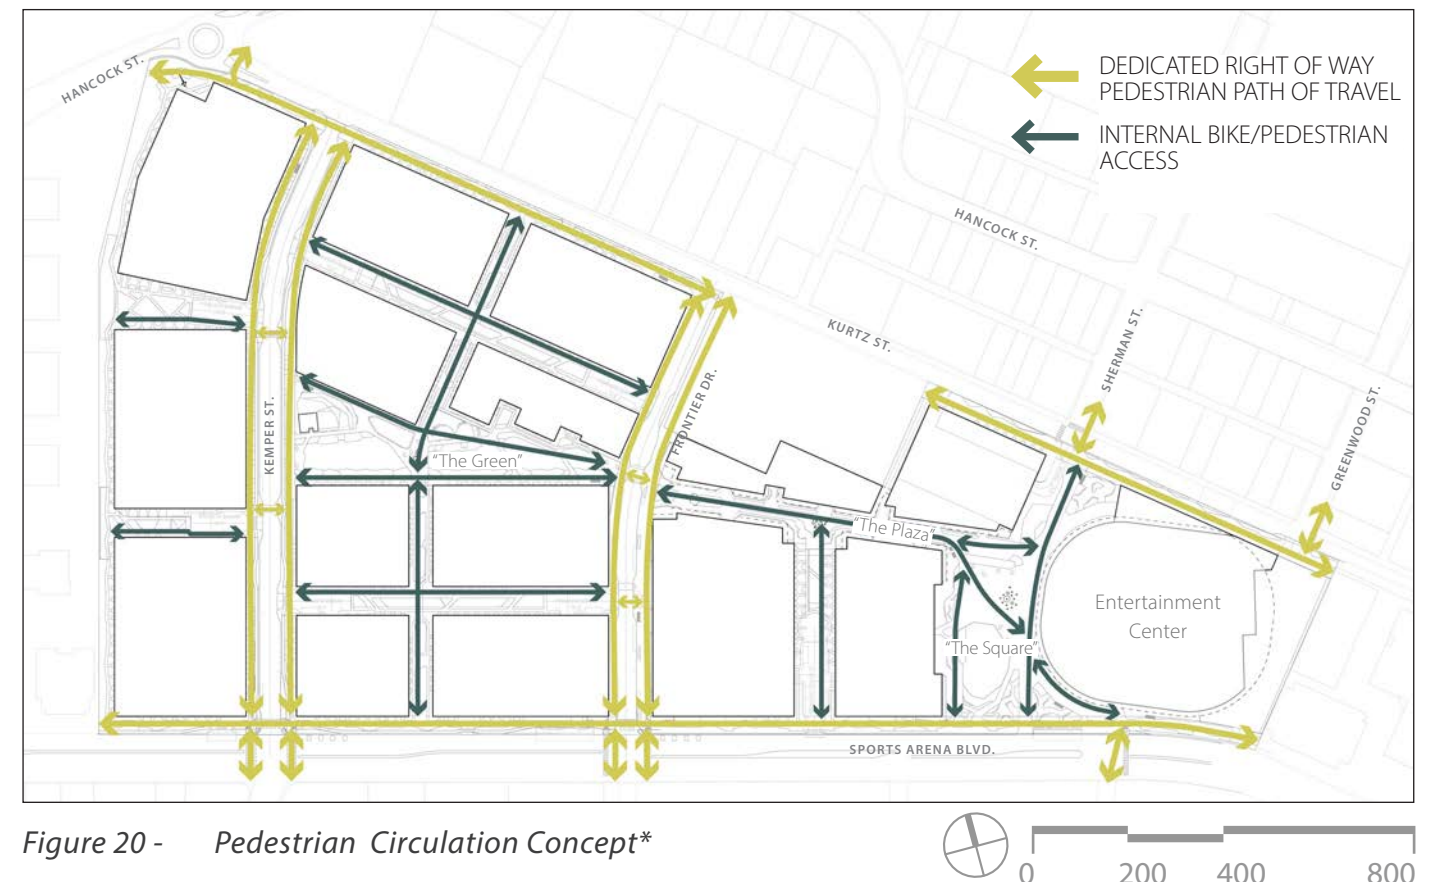 HANCOCK ST.
DEDICATED RIGHT OF WAY
PEDESTRIAN PATH OF TRAVEL
INTERNAL BIKE/PEDESTRIAN
ACCESS
HANCOCK ST.
KURTZ ST.
SHERMAN ST.
GREENWOOD ST.
FRONTIER DR.
KEMPER ST.
"The Green"
"The Plaza"
Entertainment
Center
"The Square"
SPORTS ARENA BLVD.
Figure 20 - Pedestrian Circulation Concept*
0 200 400 800